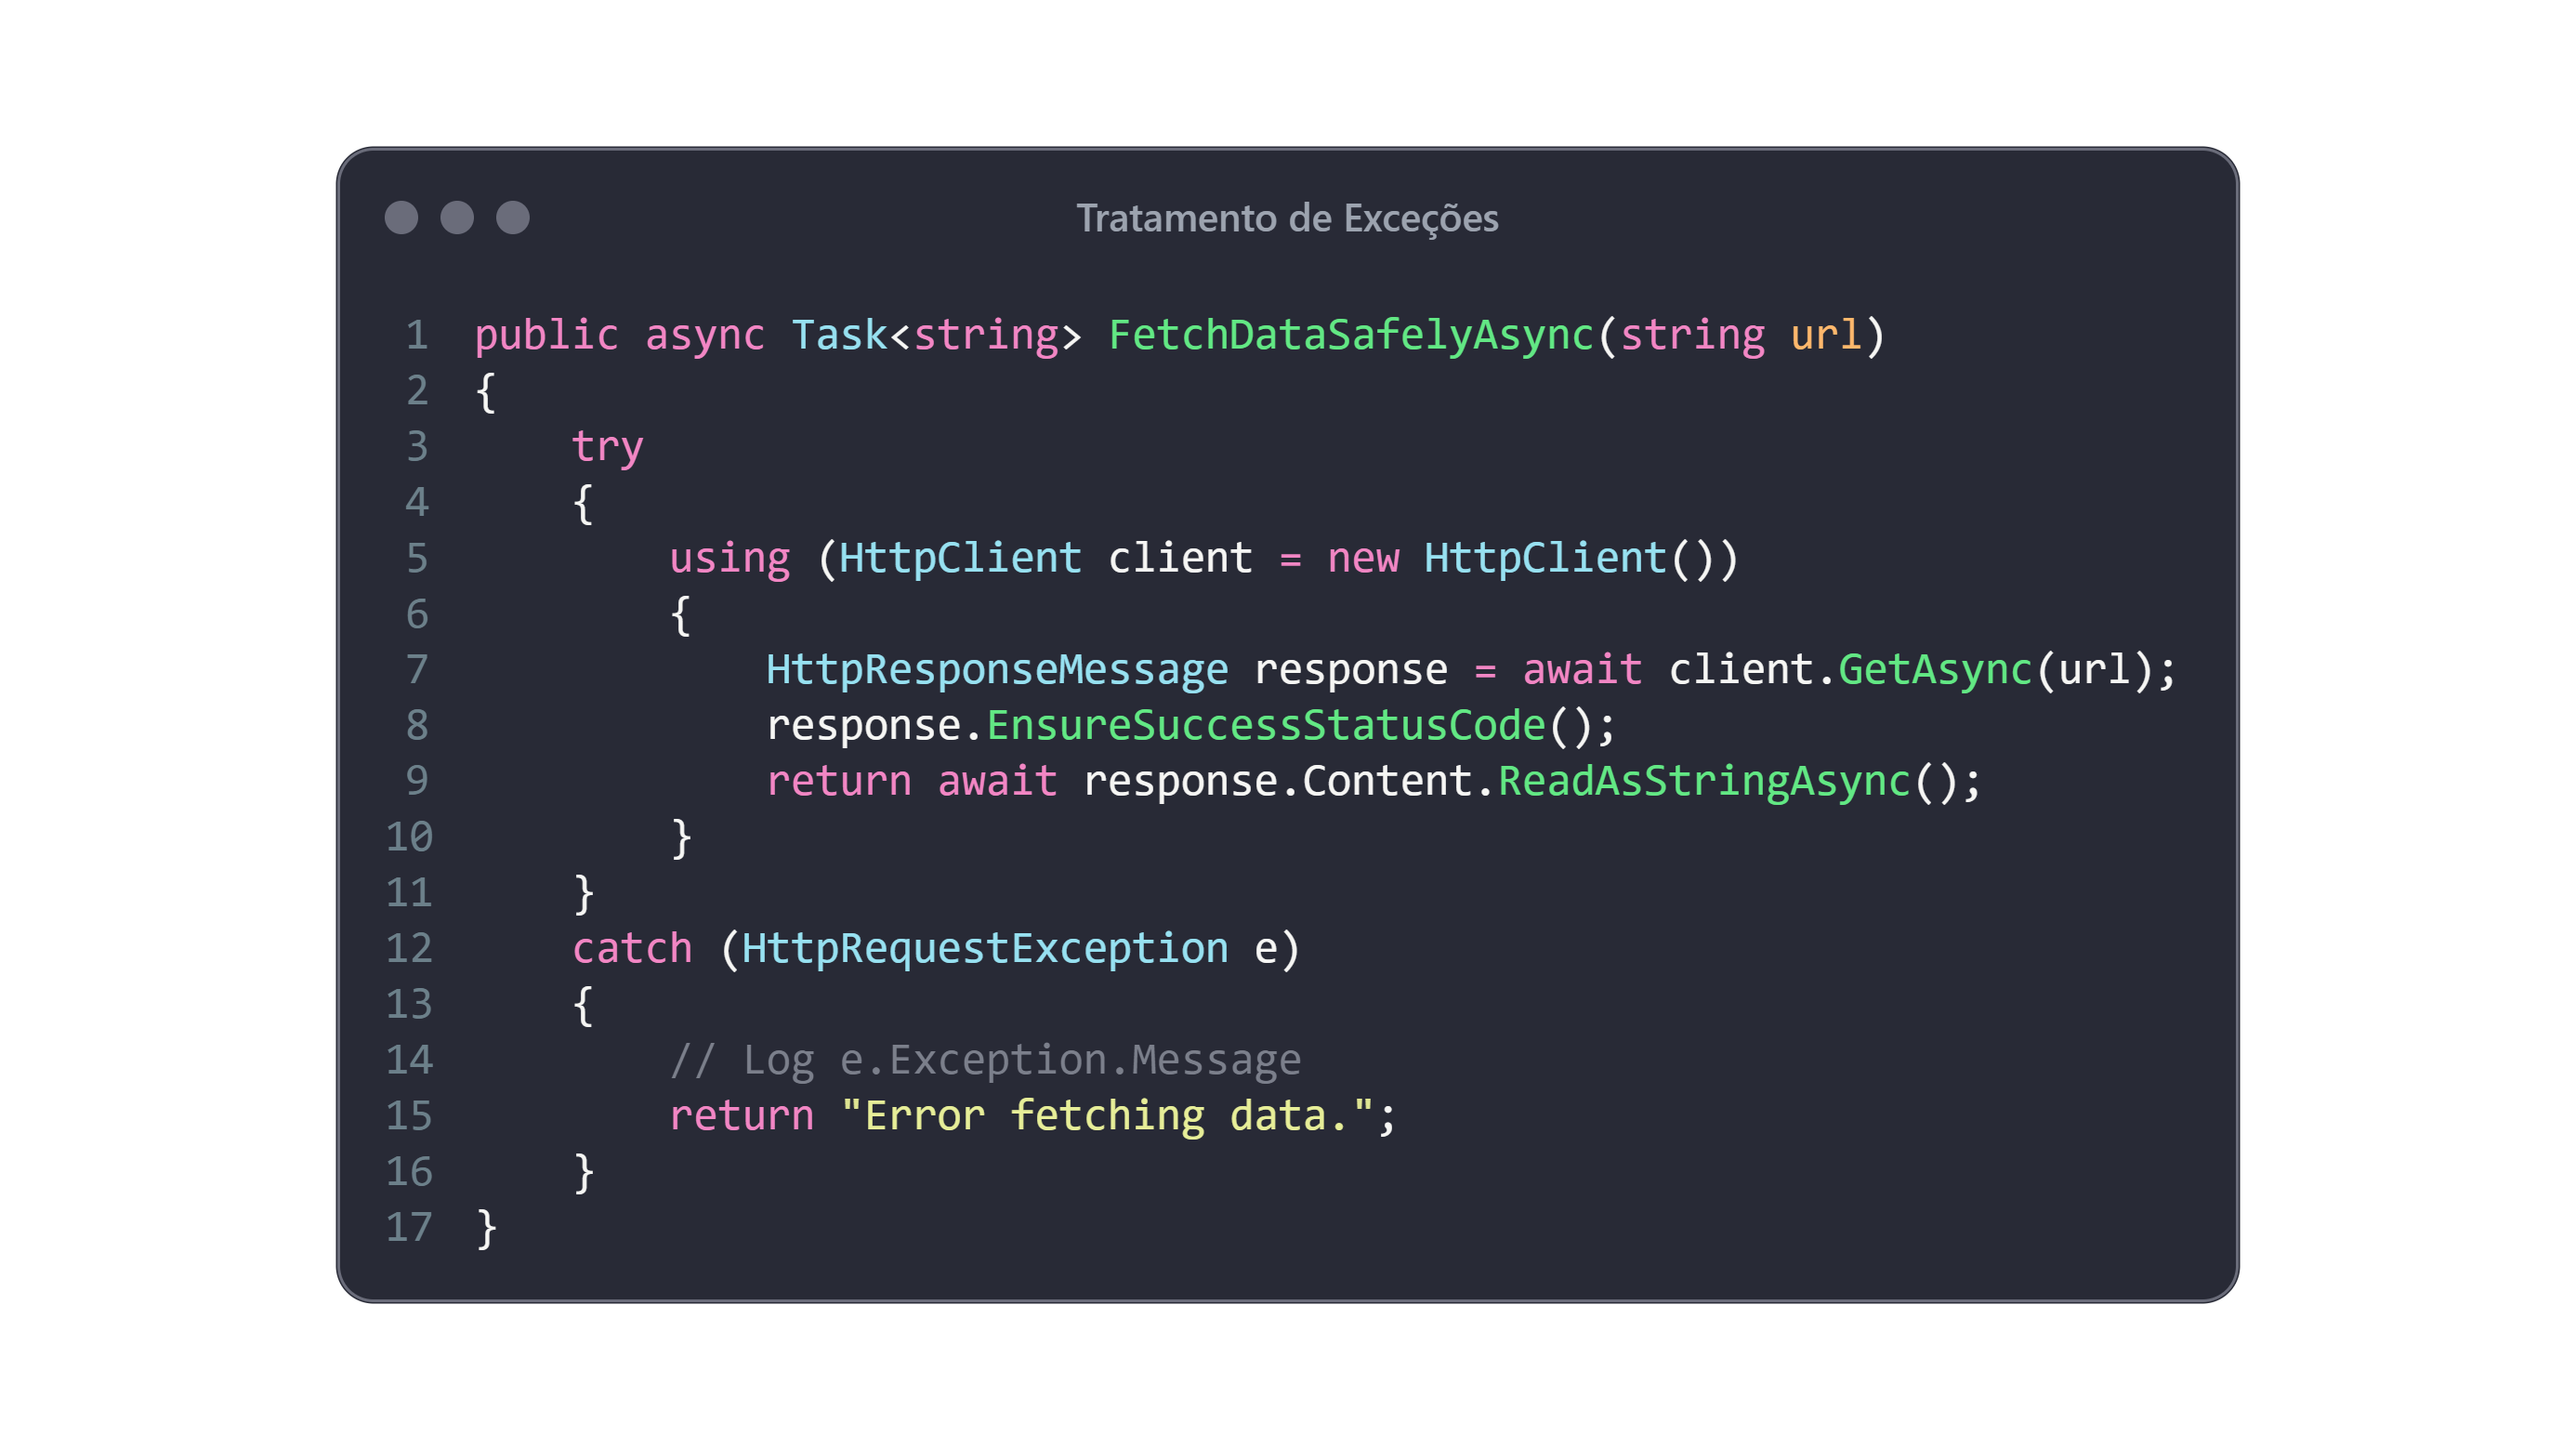 Tratamento de Exceções
1 public async Task<string> FetchDataSafelyAsync(string url)
2 {
3     try
4     {
5         using (HttpClient client = new HttpClient())
6         {
7             HttpResponseMessage response = await client.GetAsync(url);
8             response.EnsureSuccessStatusCode();
9             return await response.Content.ReadAsStringAsync();
10         }
11     }
12     catch (HttpRequestException e)
13     {
14         // Log e.Exception.Message
15         return "Error fetching data.";
16     }
17 }